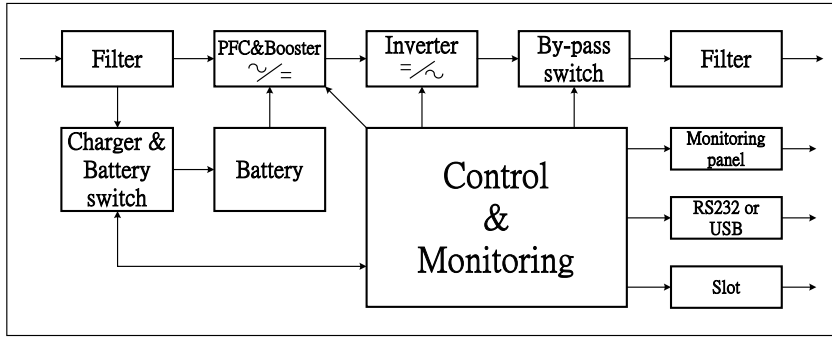 Filter
PFC&Booster
∼/=
Inverter
=/∼
By-pass
switch
Filter
Charger &
Battery
switch
Battery
Control
&
Monitoring
Monitoring
panel
RS232 or
USB
Slot